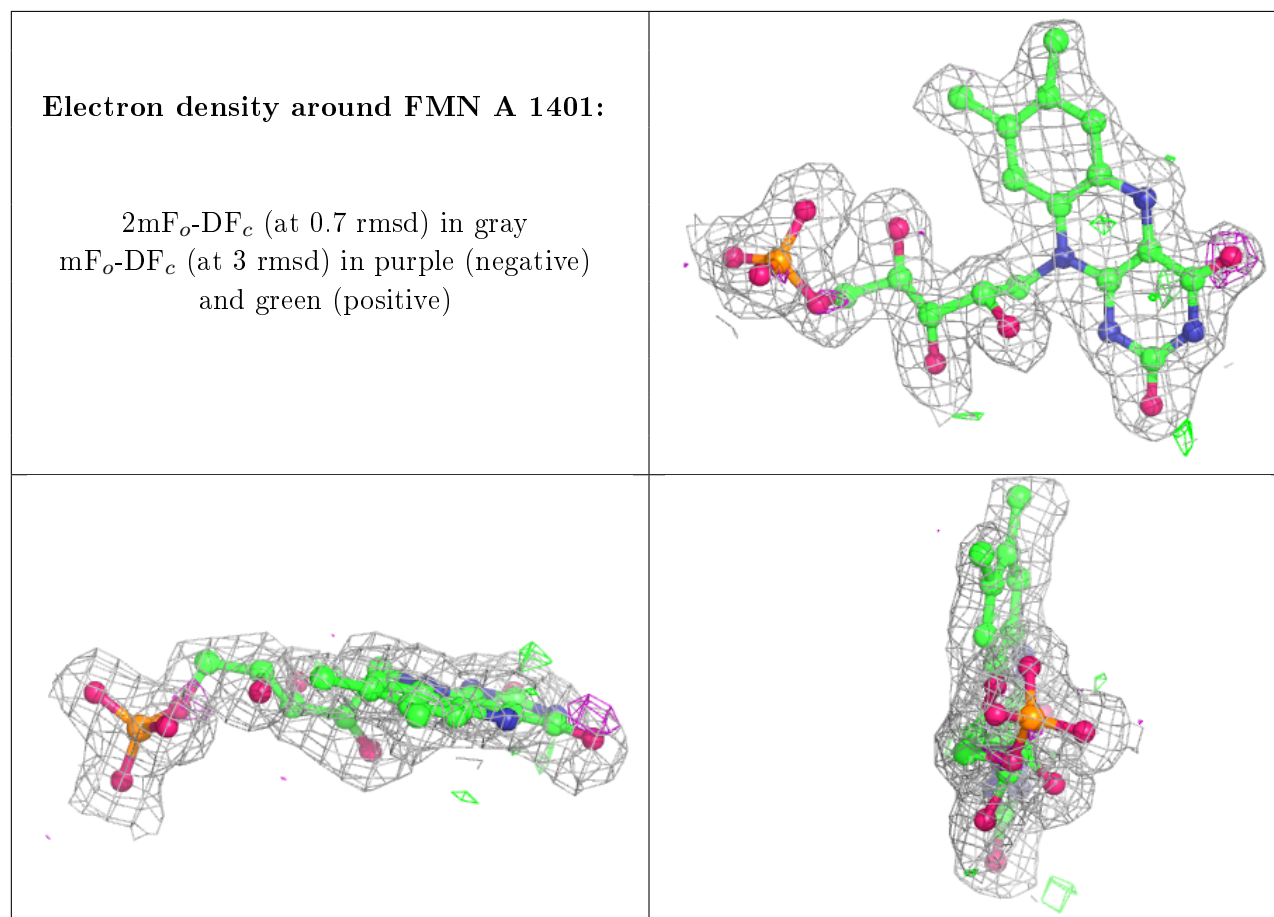 Electron density around FMN A 1401:
2mFo-DFc (at 0.7 rmsd) in gray
mFo-DFc (at 3 rmsd) in purple (negative)
and green (positive)